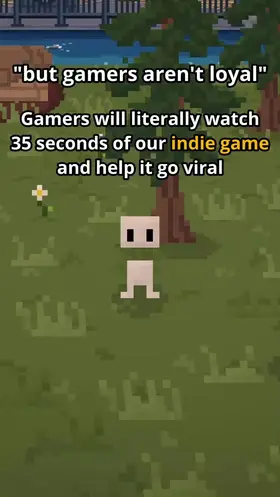 "but gamers aren't loyal"
Gamers will literally watch
35 seconds of our indie game
and help it go viral